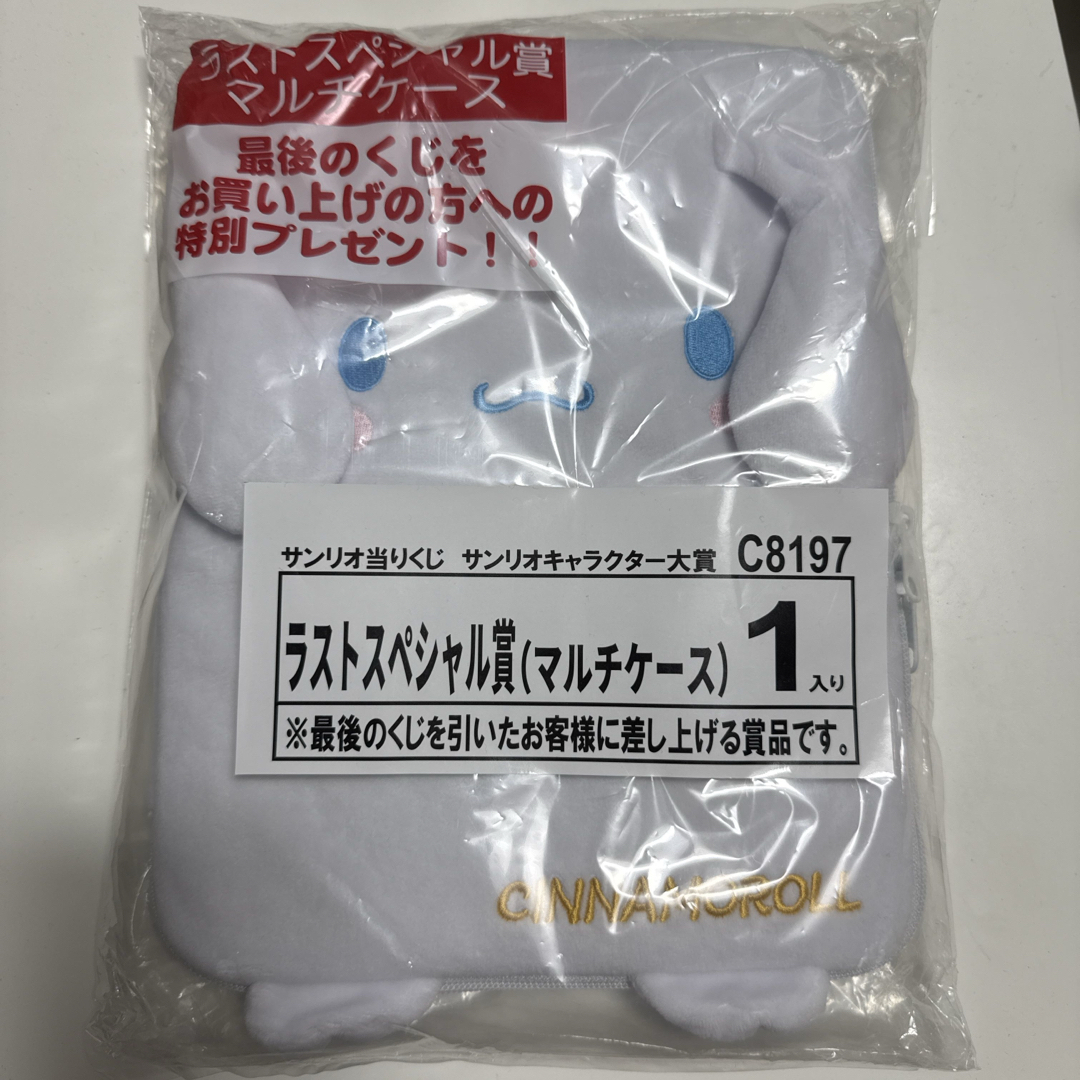 ラストスペシャル賞
マルチケース
最後のくじを
お買い上げの方への
特別プレゼント！！
サンリオ当りくじ サンリオキャラクター大賞 C8197
ラストスペシャル賞(マルチケース) 1入り
※最後のくじを引いたお客様に差し上げる賞品です。
CINNAMOROLL